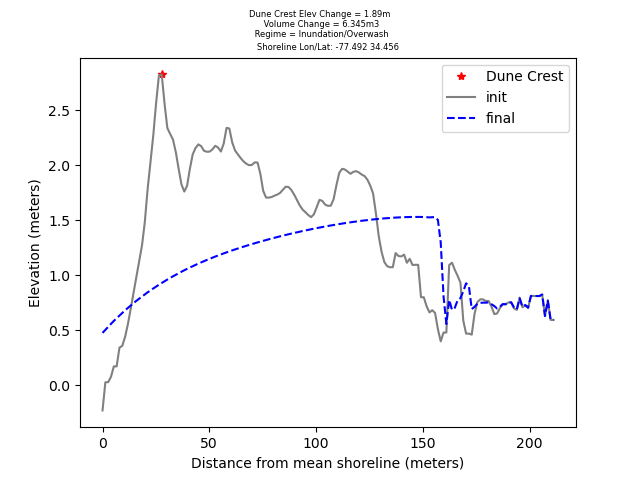 Dune Crest Elev Change = 1.89m
Volume Change = 6.345m3
Regime = Inundation/Overwash
Shoreline Lon/Lat: -77.492 34.456
Dune Crest
init
final
Elevation (meters)
2.5
2.0
1.5
1.0
0.5
0.0
0
50
100
150
200
Distance from mean shoreline (meters)